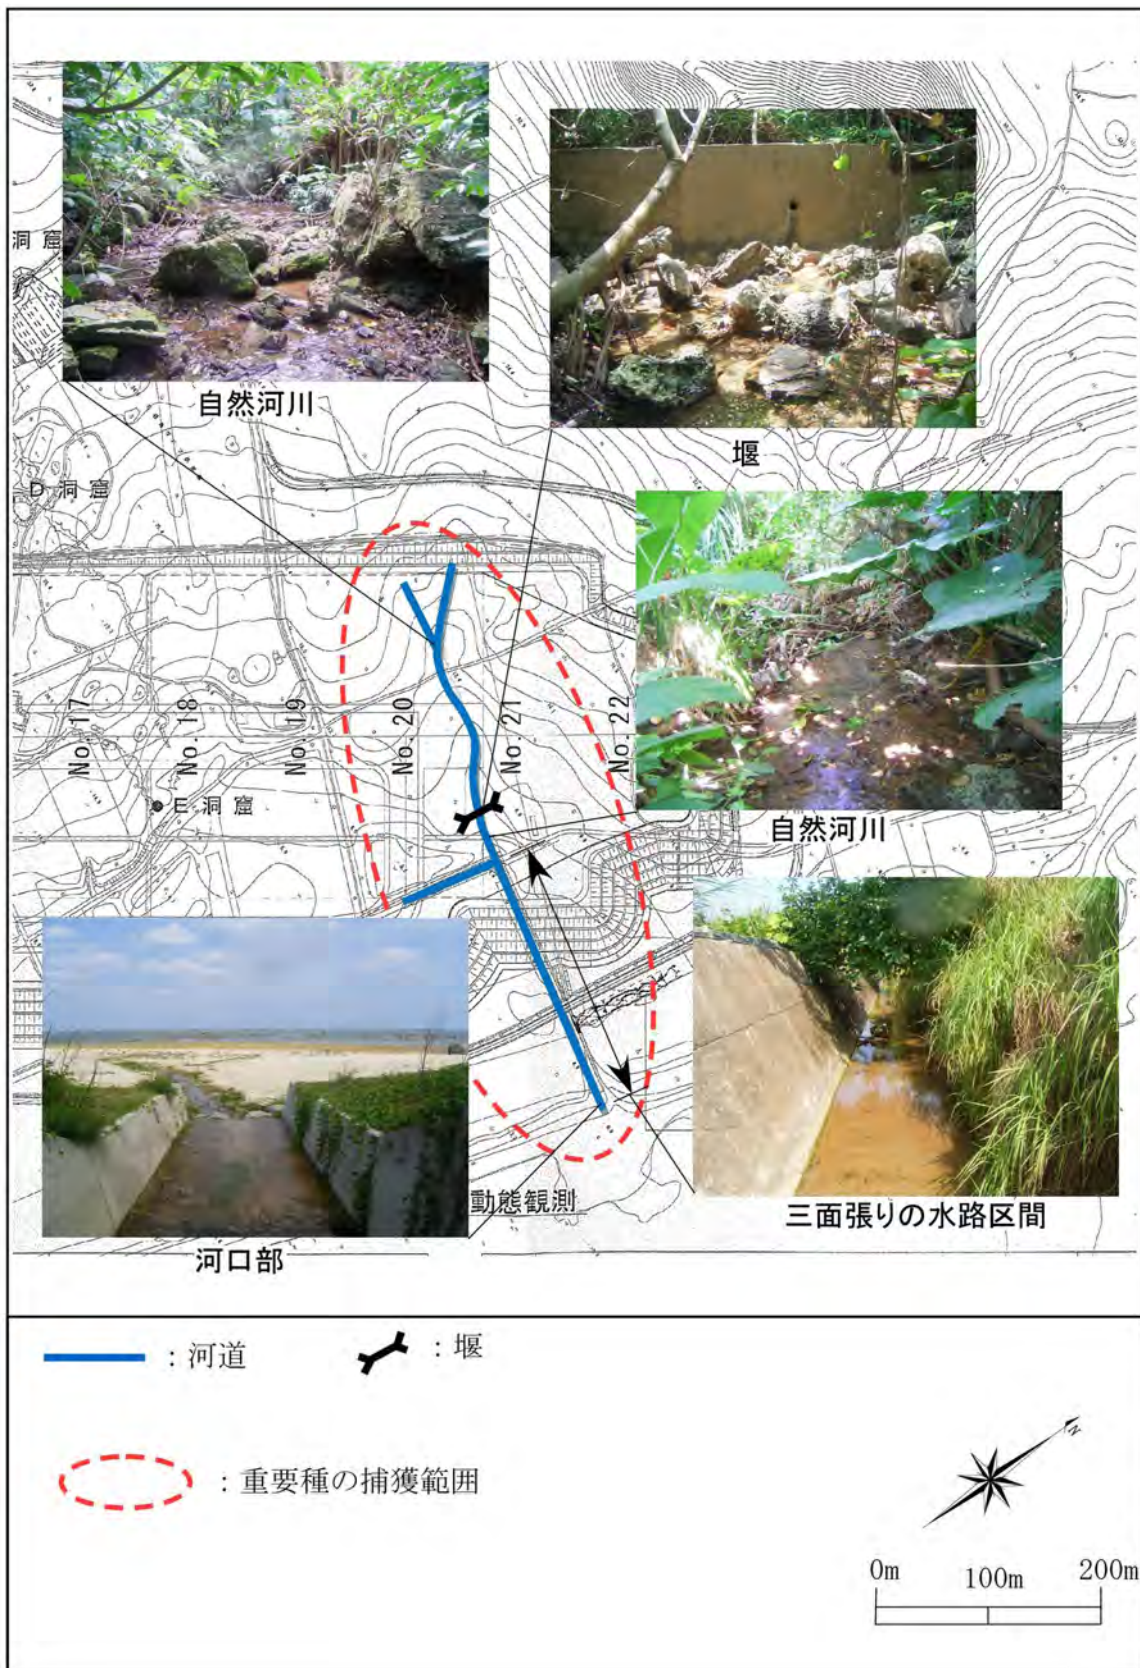 自然河川
堰
洞窟
D 洞窟
自然河川
No.17
No.18
No.19
No.20
No.21
No.22
E 洞窟
動態観測
三面張りの水路区間
河口部
:河道
:堰
:重要種の捕獲範囲
N
0m
100m
200m